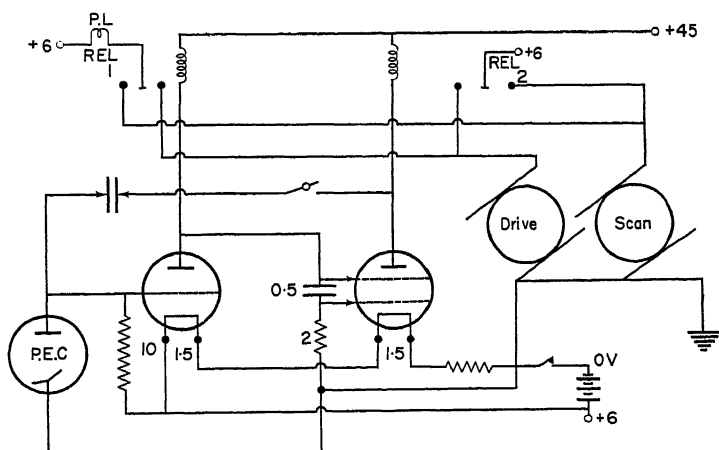 P.L
+6
REL
1
+45
+6
REL
2
Drive
Scan
0·5
P.E.C
10
1·5
2
1·5
0V
+6